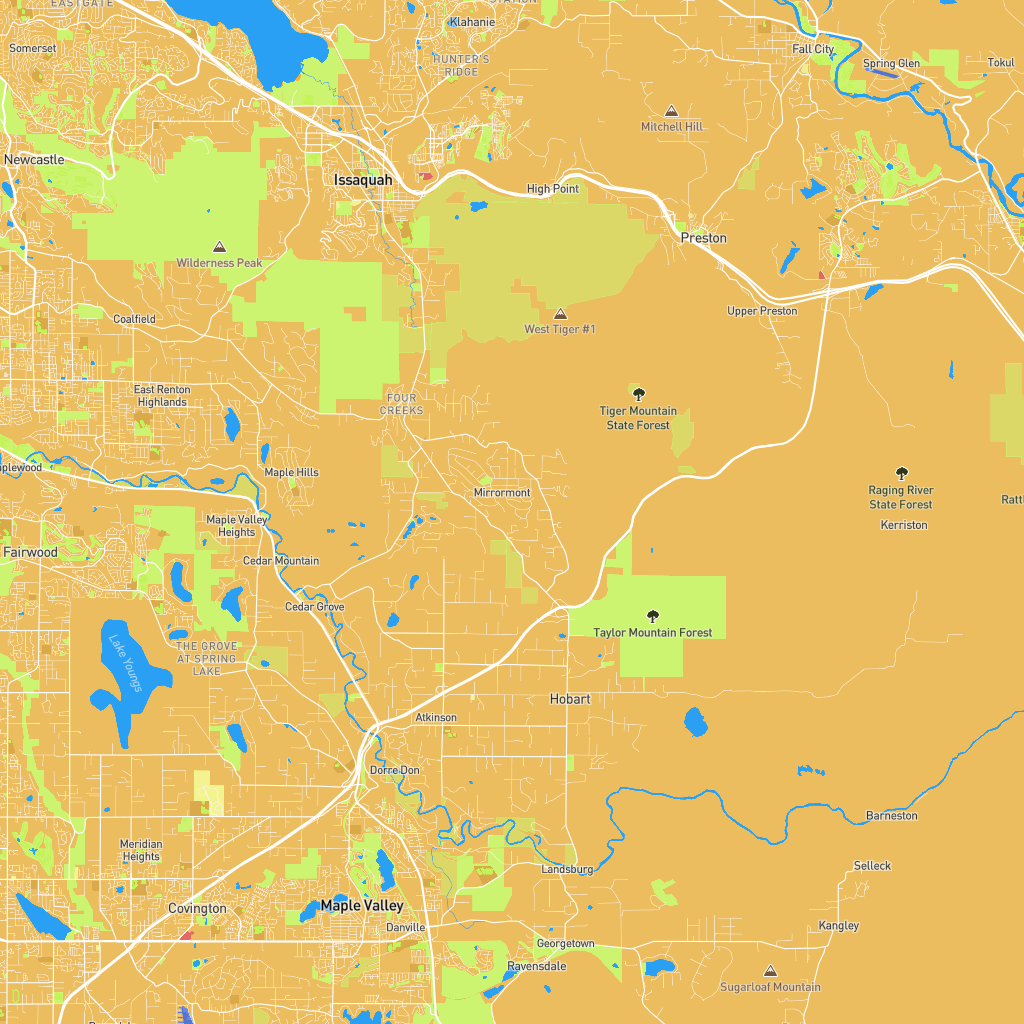 EASTGATE
STATION
Klahanie
Somerset
Fall City
HUNTER'S
RIDGE
Spring Glen
Tokul
Mitchell Hill
Newcastle
Issaquah
High Point
Preston
Wilderness Peak
Upper Preston
Coalfield
West Tiger #1
East Renton
Highlands
FOUR
CREEKS
Tiger Mountain
State Forest
Maple Hills
Mirrormont
Raging River
State Forest
Maple Valley
Heights
Kerriston
Fairwood
Cedar Mountain
Cedar Grove
Taylor Mountain Forest
THE GROVE
AT SPRING
LAKE
Lake Youngs
Hobart
Atkinson
Dorre Don
Barneston
Meridian
Heights
Landsburg
Selleck
Covington
Maple Valley
Danville
Kangley
Georgetown
Ravensdale
Sugarloaf Mountain